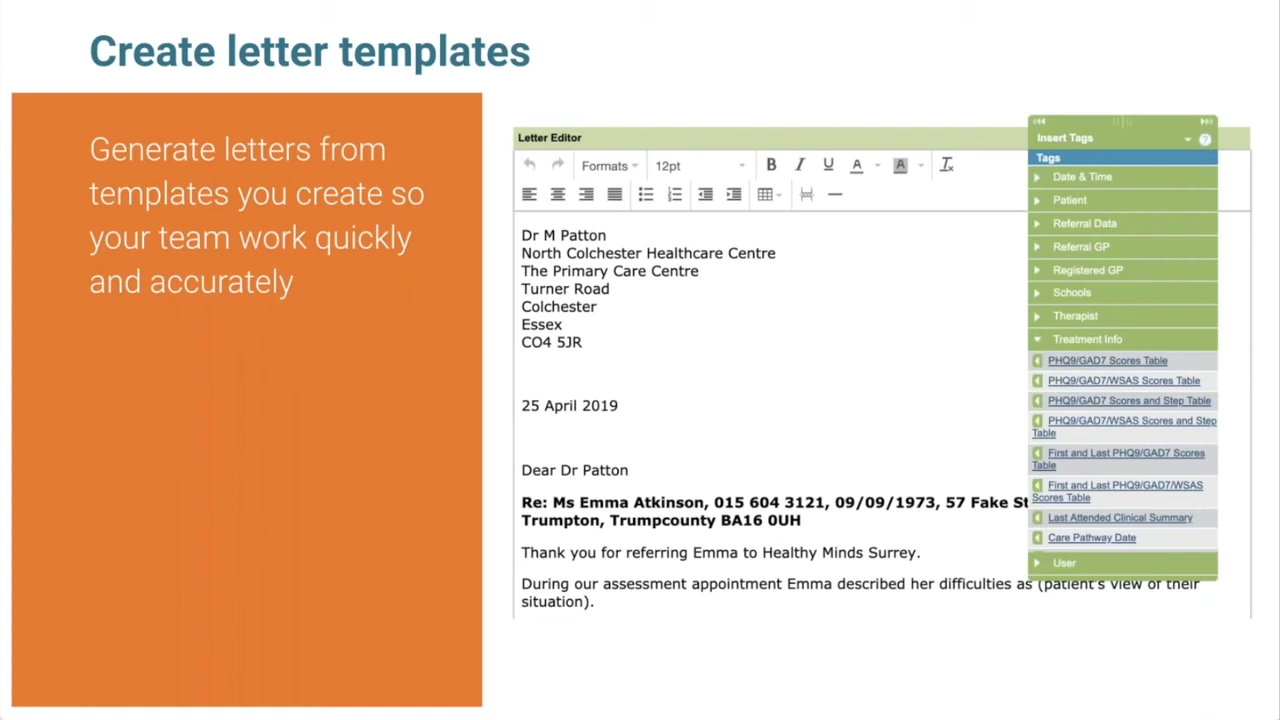 Create letter templates
Generate letters from
templates you create so
your team work quickly
and accurately
Letter Editor
Formats
12pt
B I U A A Tx
Dr M Patton
North Colchester Healthcare Centre
The Primary Care Centre
Turner Road
Colchester
Essex
CO4 5JR
25 April 2019
Dear Dr Patton
Re: Ms Emma Atkinson, 015 604 3121, 09/09/1973, 57 Fake
Trumpton, Trumpcounty BA16 0UH
Thank you for referring Emma to Healthy Minds Surrey.
During our assessment appointment Emma described her difficulties as (patient's view of their
situation).
Insert Tags
Tags
Date & Time
Patient
Referral Data
Referral GP
Registered GP
Schools
Therapist
Treatment Info
PHQ9/GAD7 Scores Table
PHQ9/GAD7/WSAS Scores Table
PHQ9/GAD7 Scores and Step Table
PHQ9/GAD7/WSAS Scores and Step
Table
First and Last PHQ9/GAD7 Scores
Table
First and Last PHQ9/GAD7/WSAS
Scores Table
Last Attended Clinical Summary
Care Pathway Date
User